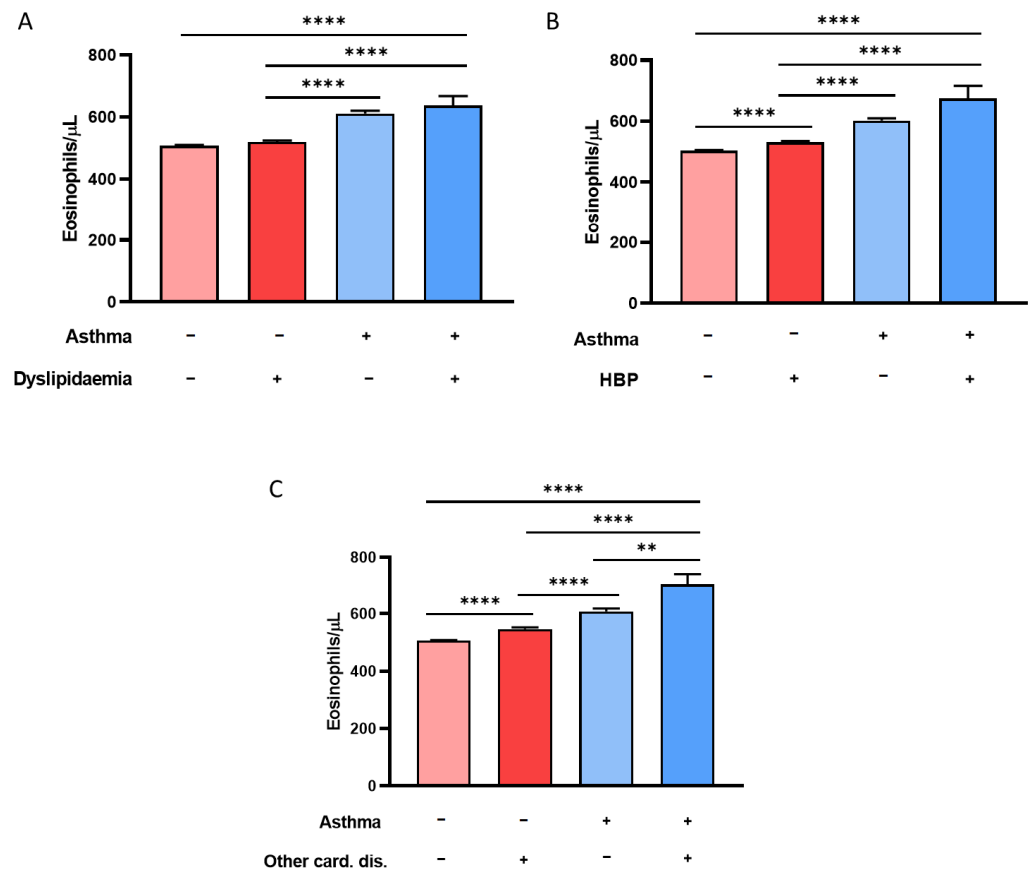 A
****
****
****
Eosinophils/μL
800
600
400
200
0
Asthma − − + +
Dyslipidaemia − + − +
B
****
****
****
****
Eosinophils/μL
800
600
400
200
0
Asthma − − + +
HBP − + − +
C
****
****
**
****
****
Eosinophils/μL
800
600
400
200
0
Asthma − − + +
Other card. dis. − + − +